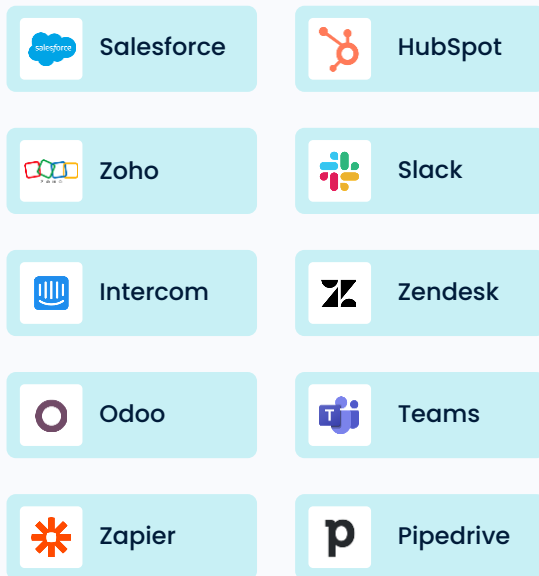 salesforce Salesforce
HubSpot
Zoho
Slack
Intercom
Zendesk
Odoo
T Teams
Zapier
p Pipedrive